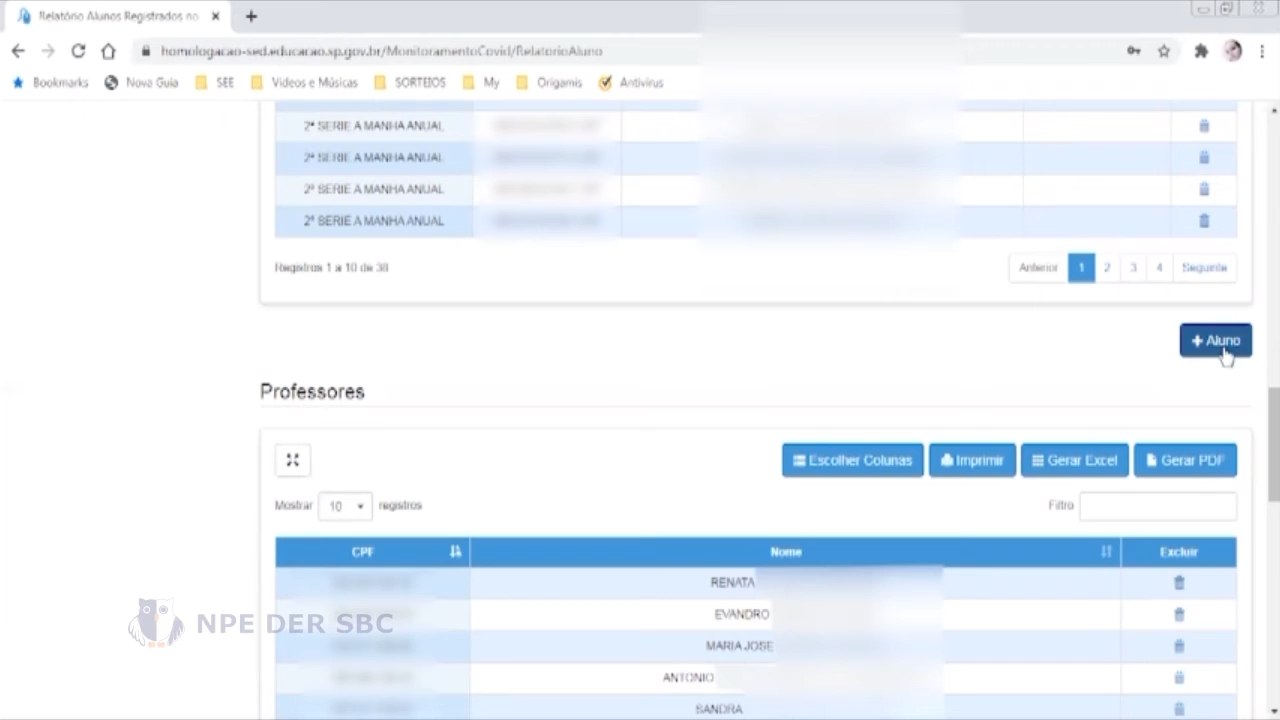 Relatório Alunos Registrados no
homologacao-sed.educacao.sp.gov.br/MonitoramentoCovid/RelatorioAluno
Bookmarks Nova Guia SEE Vídeos e Músicas SORTEIOS My Origamis Antivírus
2ª SERIE A MANHA ANUAL
2ª SERIE A MANHA ANUAL
2ª SERIE A MANHA ANUAL
2ª SERIE A MANHA ANUAL
Registros 1 a 10 de 38
Anterior 1 2 3 4 Seguinte
+ Aluno
Professores
Escolher Colunas Imprimir Gerar Excel Gerar PDF
Mostrar 10 registros Filtro
CPF Nome Excluir
RENATA
EVANDRO
MARIA JOSE
ANTONIO
SANDRA
NPE DER SBC